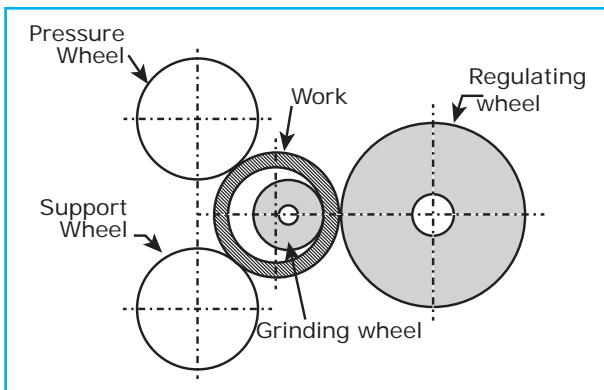 Pressure
Wheel
Work
Regulating
wheel
Support
Wheel
Grinding wheel